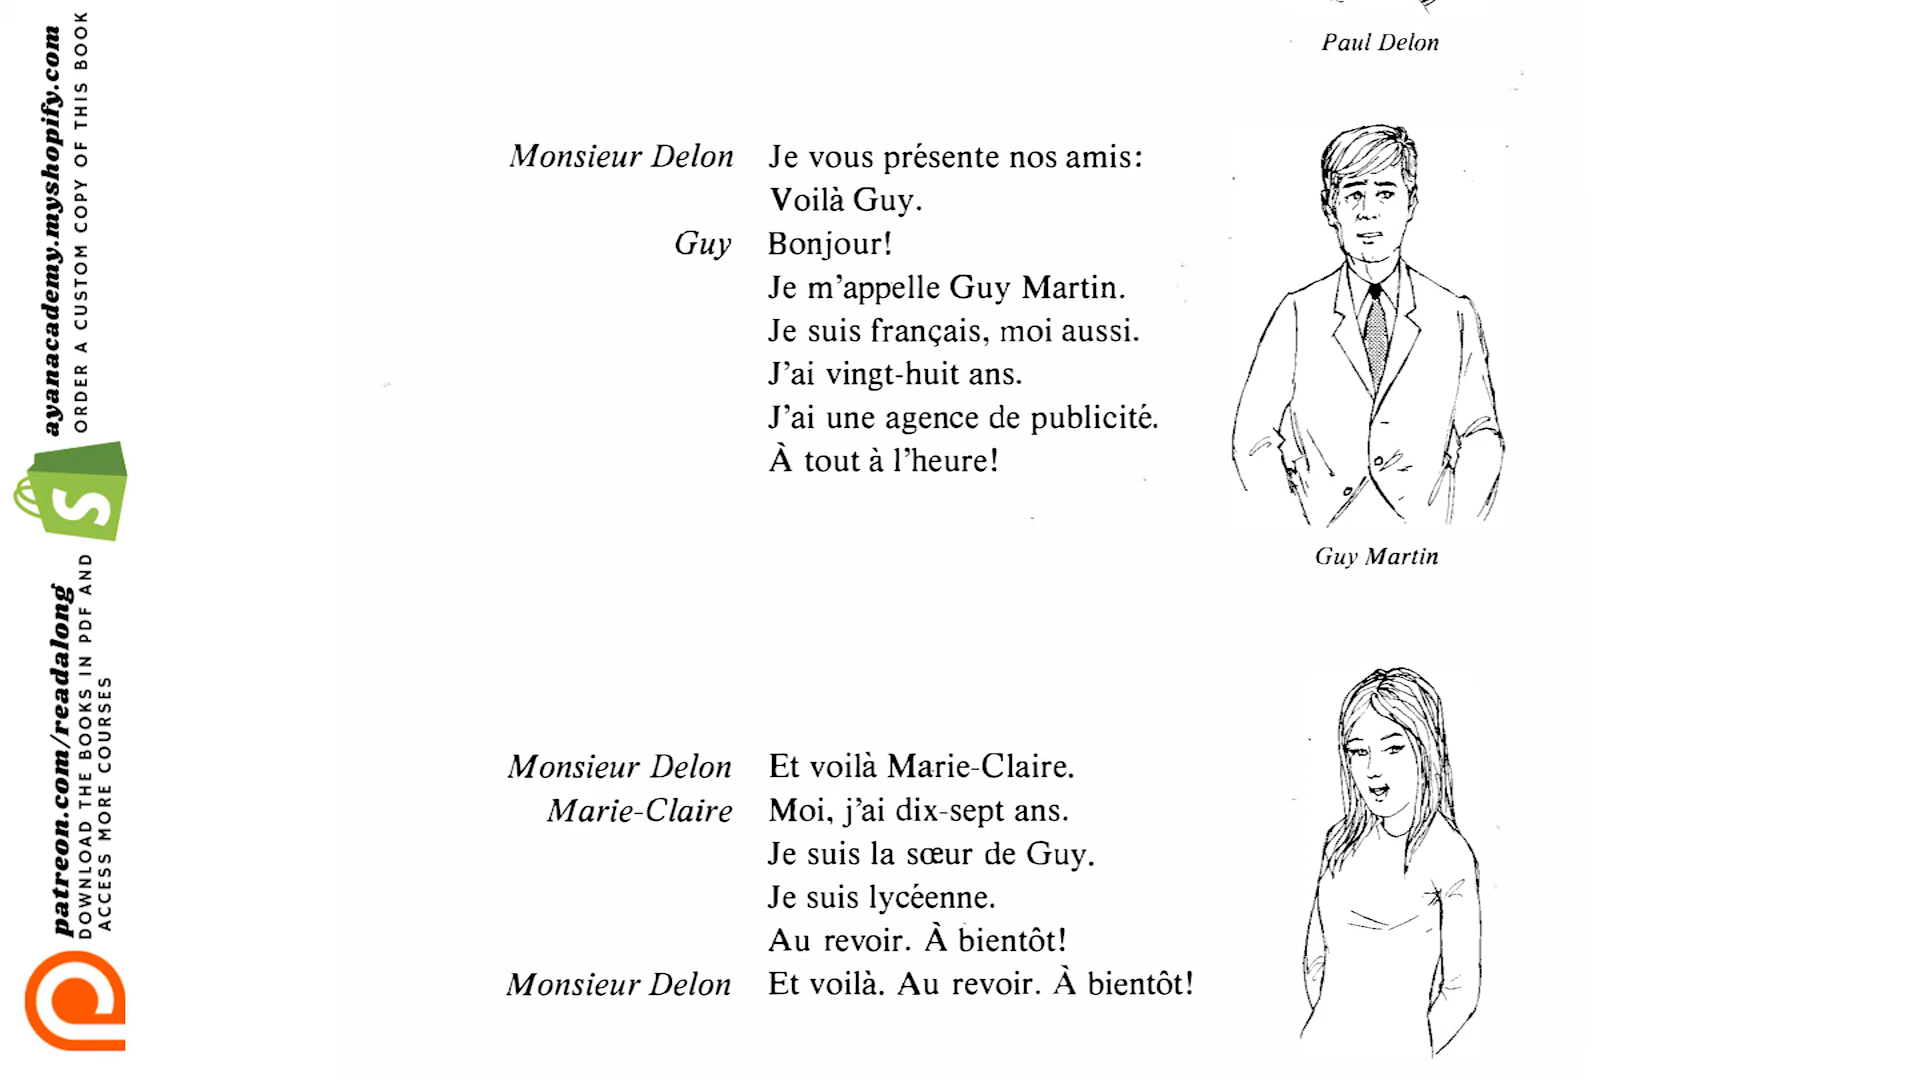 Paul Delon
Monsieur Delon Je vous présente nos amis:
Voilà Guy.
Guy Bonjour!
Je m’appelle Guy Martin.
Je suis français, moi aussi.
J’ai vingt-huit ans.
J’ai une agence de publicité.
À tout à l’heure!
Guy Martin
Monsieur Delon Et voilà Marie-Claire.
Marie-Claire Moi, j’ai dix-sept ans.
Je suis la sœur de Guy.
Je suis lycéenne.
Au revoir. À bientôt!
Monsieur Delon Et voilà. Au revoir. À bientôt!
ayanacademy.myshopify.com
ORDER A CUSTOM COPY OF THIS BOOK
S
patreon.com/readalong
DOWNLOAD THE BOOKS IN PDF AND
ACCESS MORE COURSES